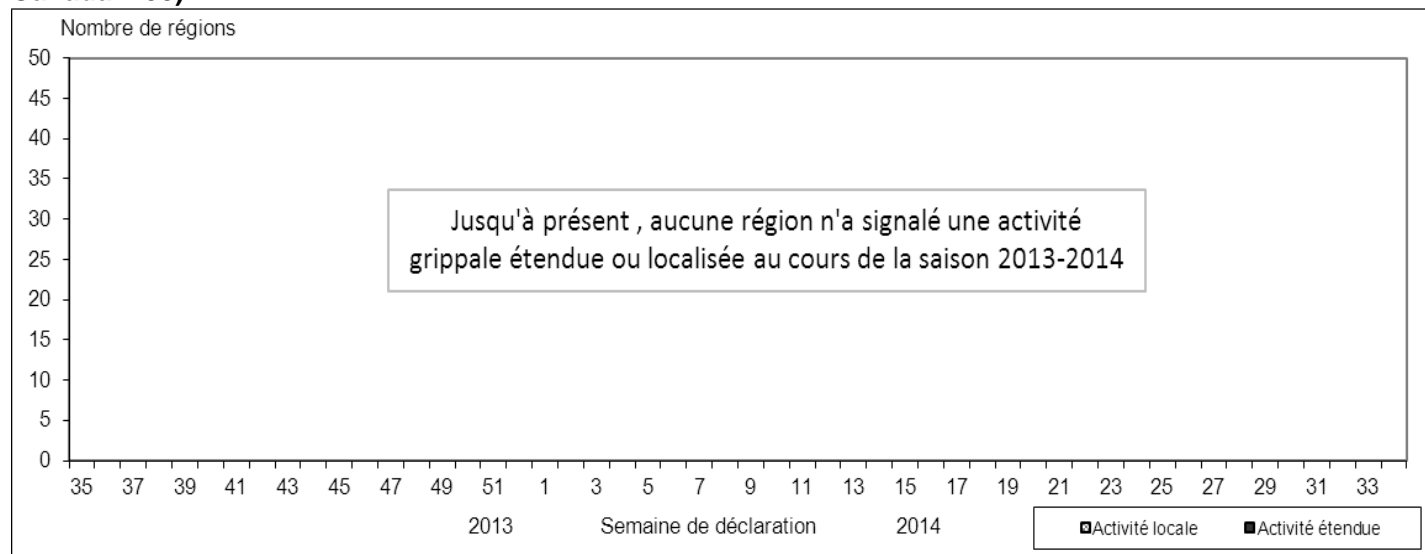 Nombre de régions
50
45
40
35
30
25
20
15
10
5
0
Jusqu'à présent , aucune région n'a signalé une activité
grippale étendue ou localisée au cours de la saison 2013-2014
35 37 39 41 43 45 47 49 51 1 3 5 7 9 11 13 15 17 19 21 23 25 27 29 31 33
2013 Semaine de déclaration 2014
Activité locale Activité étendue